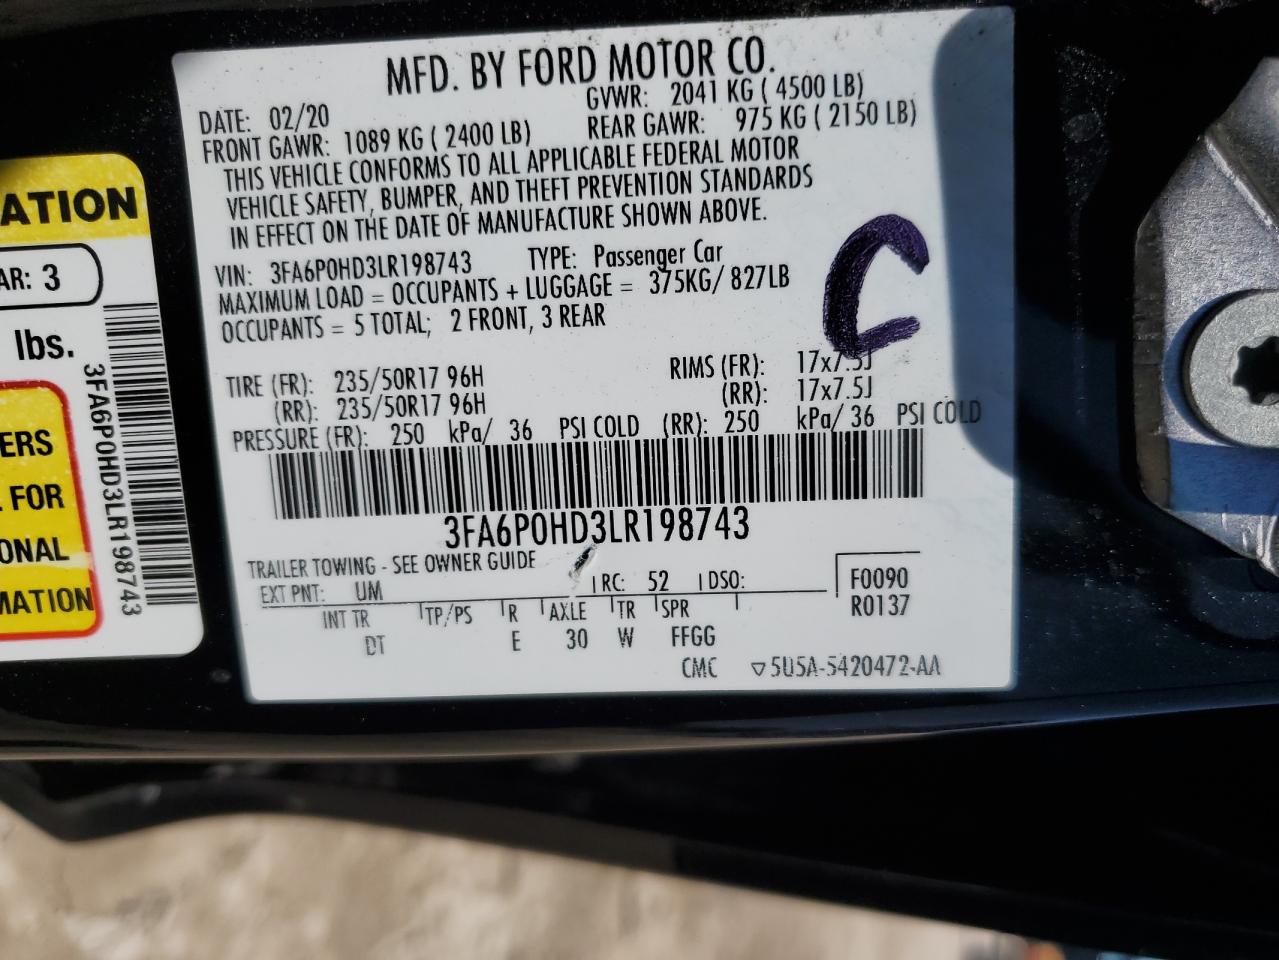 MFD. BY FORD MOTOR CO.
DATE: 02/20 GVWR: 2041 KG ( 4500 LB)
FRONT GAWR: 1089 KG ( 2400 LB) REAR GAWR: 975 KG ( 2150 LB)
THIS VEHICLE CONFORMS TO ALL APPLICABLE FEDERAL MOTOR
VEHICLE SAFETY, BUMPER, AND THEFT PREVENTION STANDARDS
IN EFFECT ON THE DATE OF MANUFACTURE SHOWN ABOVE.
VIN: 3FA6P0HD3LR198743 TYPE: Passenger Car
MAXIMUM LOAD = OCCUPANTS + LUGGAGE = 375KG/ 827LB
OCCUPANTS = 5 TOTAL; 2 FRONT, 3 REAR
C
TIRE (FR): 235/50R17 96H RIMS (FR): 17x7.5J
(RR): 235/50R17 96H (RR): 17x7.5J
PRESSURE (FR): 250 kPa/ 36 PSI COLD (RR): 250 kPa/ 36 PSI COLD
3FA6P0HD3LR198743
TRAILER TOWING - SEE OWNER GUIDE
EXT PNT: UM RC: 52 DSO: F0090
INT TR TP/PS R AXLE TR SPR R0137
DT E 30 W FFGG
CMC ▽5U5A-5420472-AA
ATION
AR: 3
lbs.
3FA6P0HD3LR198743
ERS
FOR
ONAL
MATION